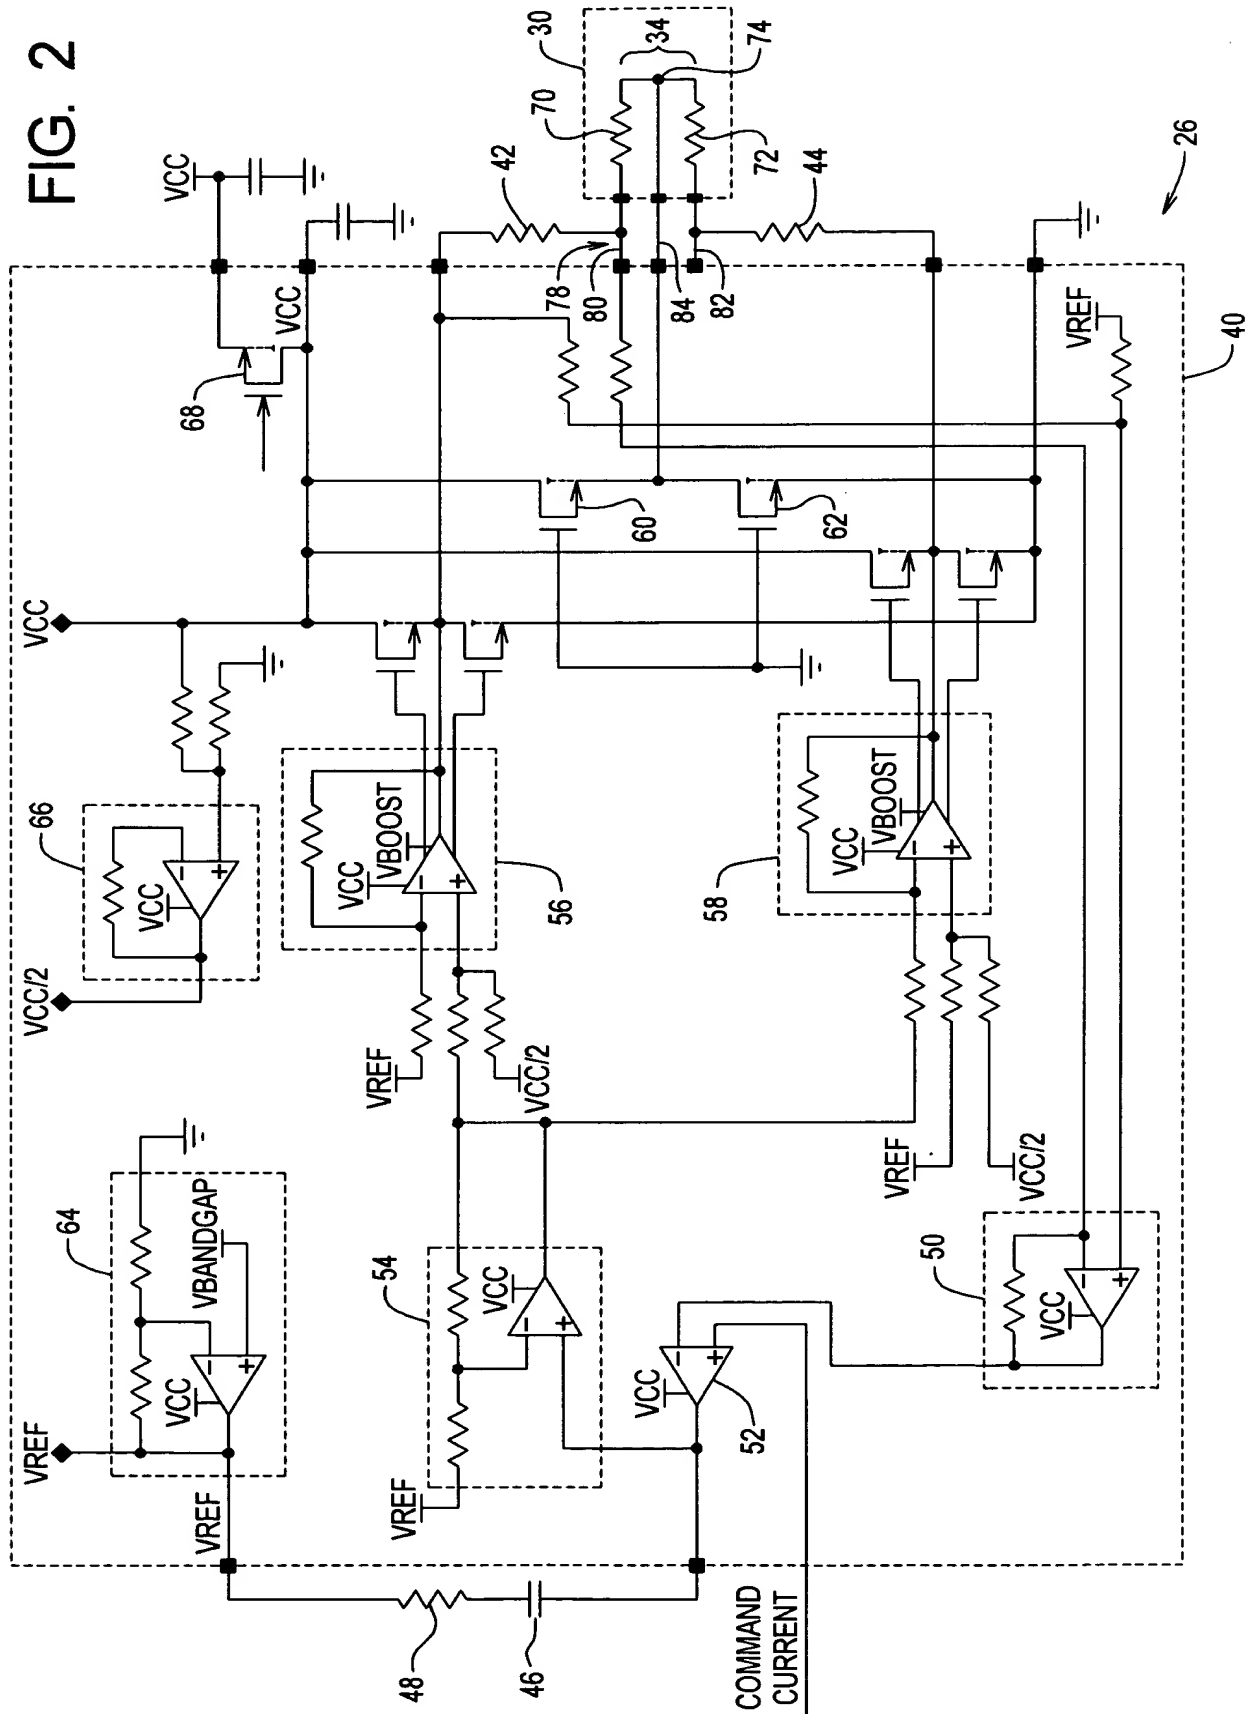 FIG. 2
VCC
30
34
74
70
72
42
44
26
78
80
84
82
68
VCC
VREF
40
VCC
60
62
66
VCC
VCC/2
VCC
VBOOST
56
VREF
VCC/2
58
VCC
VBOOST
VREF
VCC/2
64
VBANDGAP
VCC
VREF
VREF
54
VCC
VREF
VCC
52
50
VCC
48
46
COMMAND
CURRENT